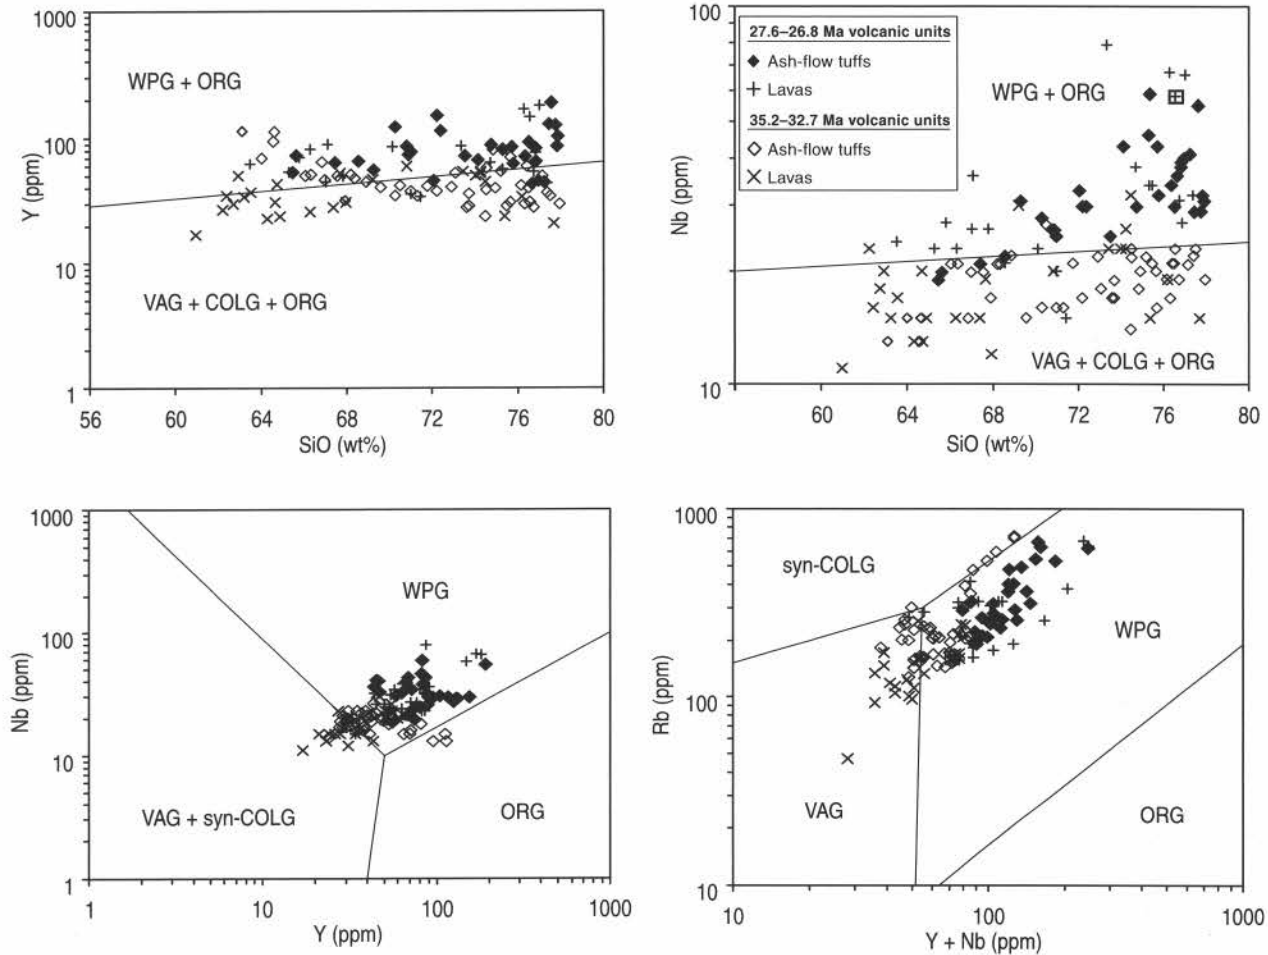 1000
100
10
1
Y (ppm)
WPG + ORG
VAG + COLG + ORG
56 60 64 68 72 76 80
SiO (wt%)
100
10
Nb (ppm)
27.6–26.8 Ma volcanic units
Ash-flow tuffs
+ Lavas
35.2–32.7 Ma volcanic units
Ash-flow tuffs
× Lavas
WPG + ORG
VAG + COLG + ORG
60 64 68 72 76 80
SiO (wt%)
1000
100
10
1
Nb (ppm)
WPG
VAG + syn-COLG
ORG
1 10 100 1000
Y (ppm)
1000
100
10
Rb (ppm)
syn-COLG
WPG
VAG
ORG
10 100 1000
Y + Nb (ppm)